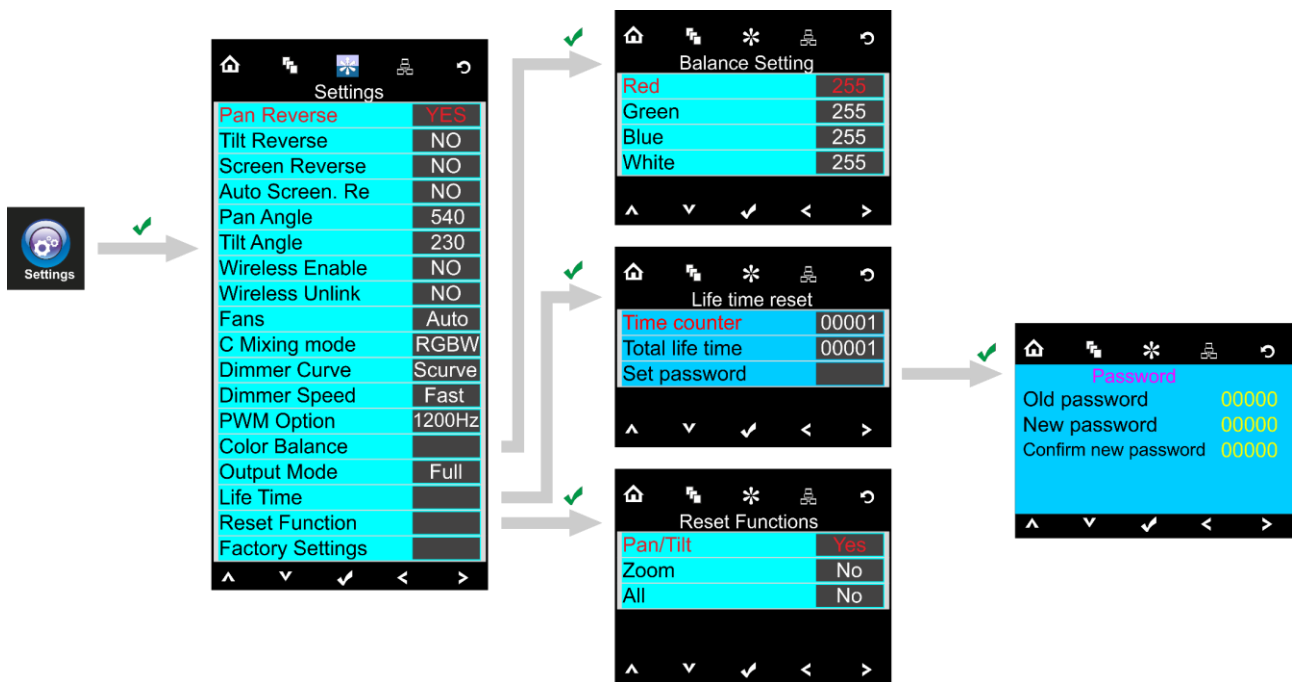 Settings
Settings
Pan Reverse YES
Tilt Reverse NO
Screen Reverse NO
Auto Screen. Re NO
Pan Angle 540
Tilt Angle 230
Wireless Enable NO
Wireless Unlink NO
Fans Auto
C Mixing mode RGBW
Dimmer Curve Scurve
Dimmer Speed Fast
PWM Option 1200Hz
Color Balance
Output Mode Full
Life Time
Reset Function
Factory Settings
Balance Setting
Red 255
Green 255
Blue 255
White 255
Life time reset
Time counter 00001
Total life time 00001
Set password
Reset Functions
Pan/Tilt Yes
Zoom No
All No
Password
Old password 00000
New password 00000
Confirm new password 00000